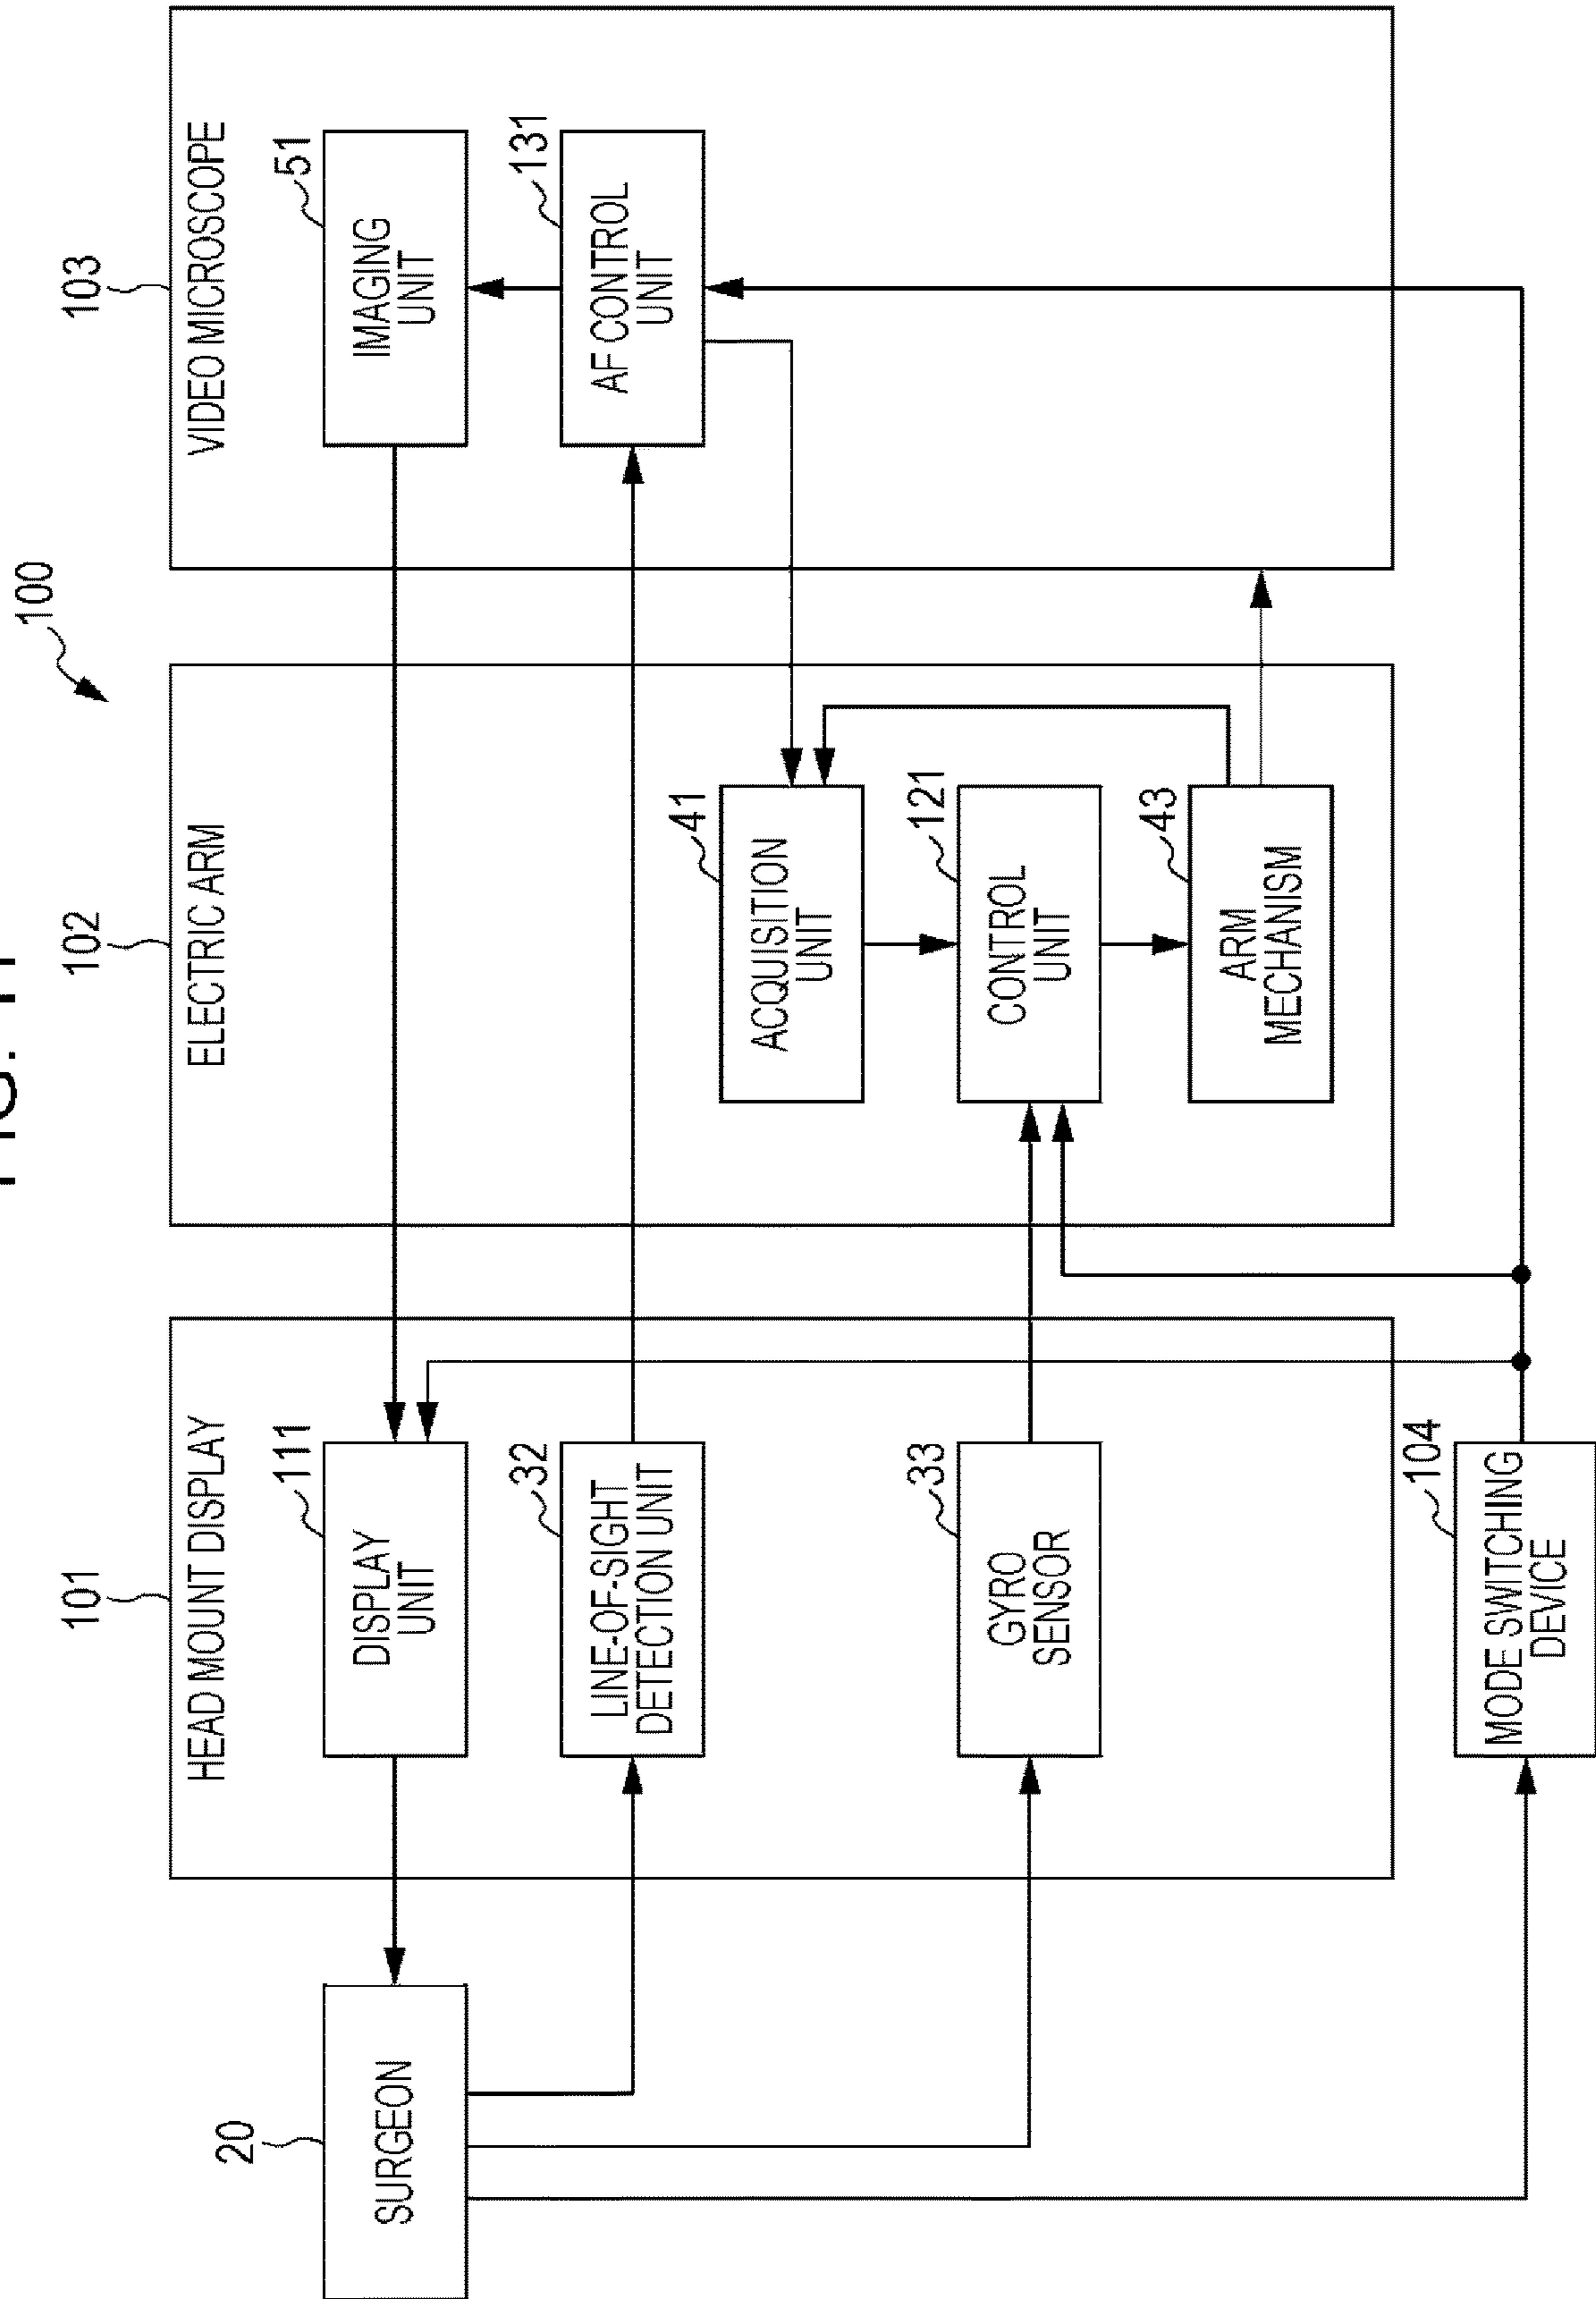 100
101
102
103
HEAD MOUNT DISPLAY
ELECTRIC ARM
VIDEO MICROSCOPE
20
SURGEON
111
DISPLAY
UNIT
51
IMAGING
UNIT
32
LINE-OF-SIGHT
DETECTION UNIT
131
AF CONTROL
UNIT
41
ACQUISITION
UNIT
33
GYRO
SENSOR
121
CONTROL
UNIT
43
ARM
MECHANISM
104
MODE SWITCHING
DEVICE